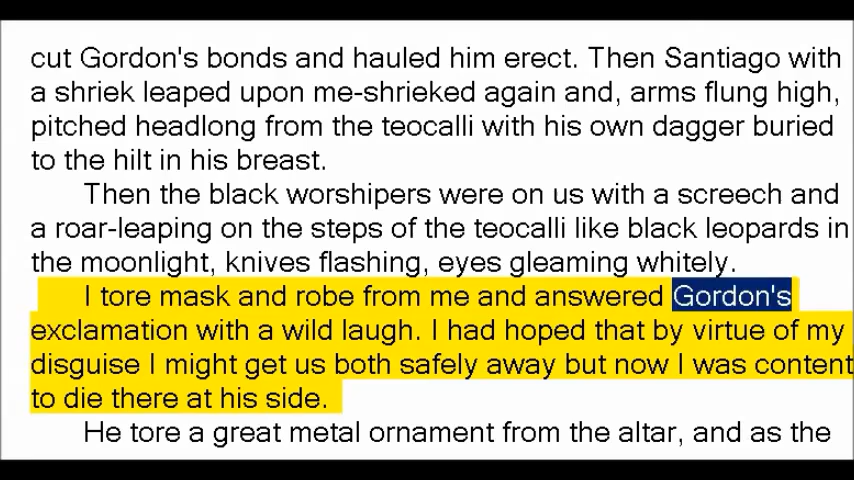 cut Gordon's bonds and hauled him erect. Then Santiago with
a shriek leaped upon me-shrieked again and, arms flung high,
pitched headlong from the teocalli with his own dagger buried
to the hilt in his breast.
Then the black worshipers were on us with a screech and
a roar-leaping on the steps of the teocalli like black leopards in
the moonlight, knives flashing, eyes gleaming whitely.
I tore mask and robe from me and answered Gordon's
exclamation with a wild laugh. I had hoped that by virtue of my
disguise I might get us both safely away but now I was content
to die there at his side.
He tore a great metal ornament from the altar, and as the